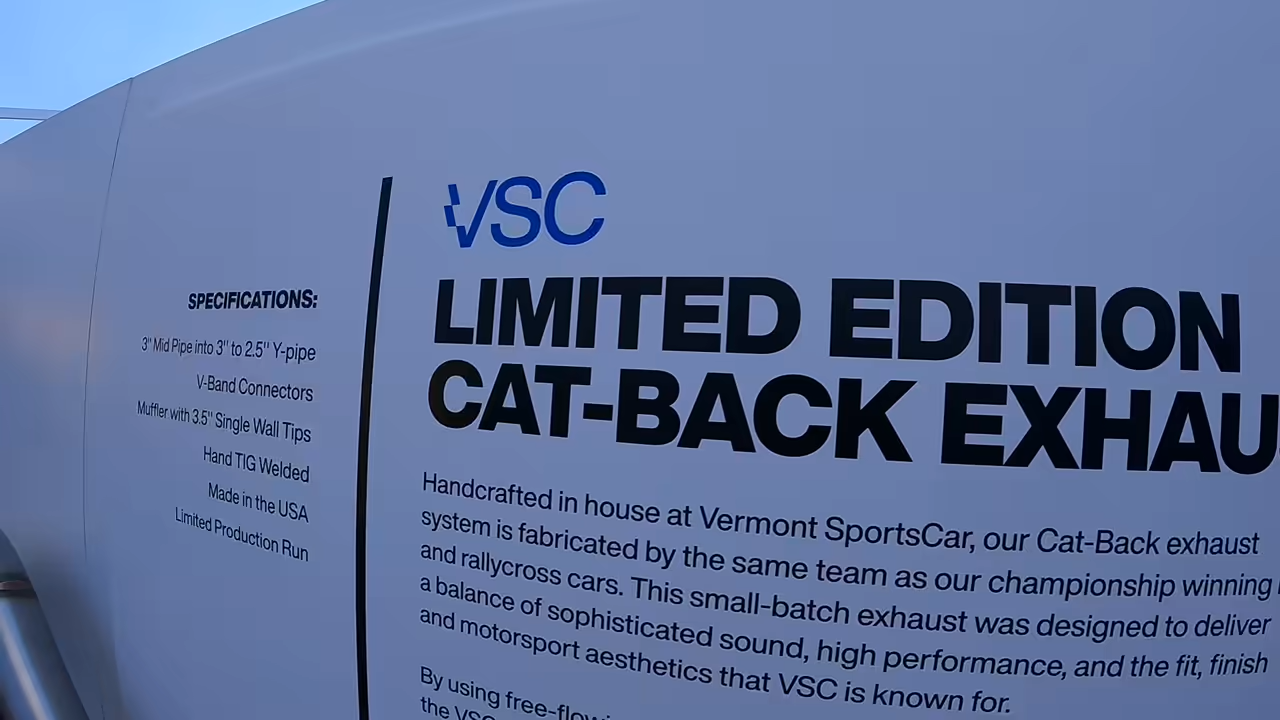 VSC
LIMITED EDITION
CAT-BACK
SPECIFICATIONS:
3" Mid Pipe into 3" to 2.5" Y-pipe
V-Band Connectors
Muffler with 3.5" Single Wall Tips
Hand TIG Welded
Made in the USA
Limited Production Run
Handcrafted in house at Vermont SportsCar, our Cat-Back exhaust
system is fabricated by the same team as our championship winning
and rallycross cars. This small-batch exhaust was designed to deliver
a balance of sophisticated sound, high performance, and the fit, finish
and motorsport aesthetics that VSC is known for.
By using
the